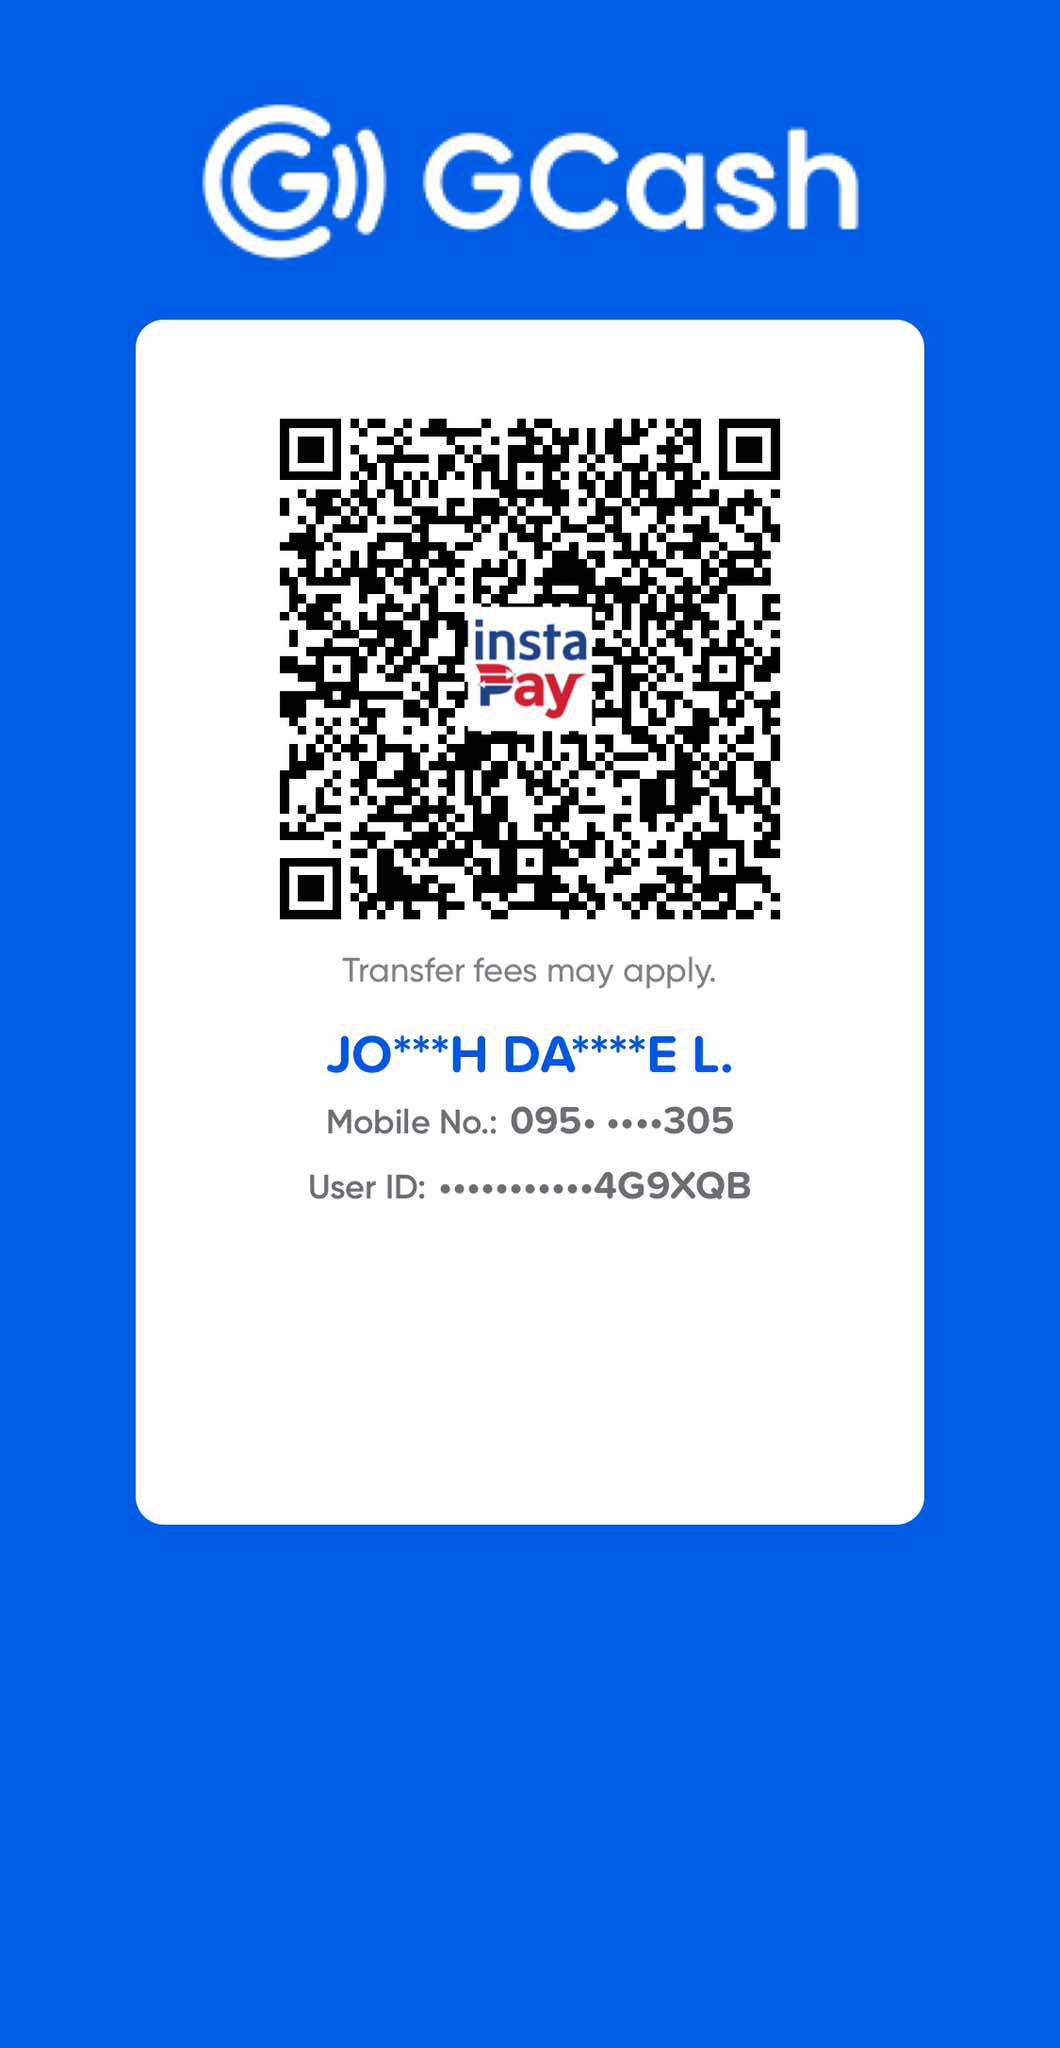 GCash
insta
Pay
Transfer fees may apply.
JO***H DA****E L.
Mobile No.: 095• ••••305
User ID: •••••••••••4G9XQB